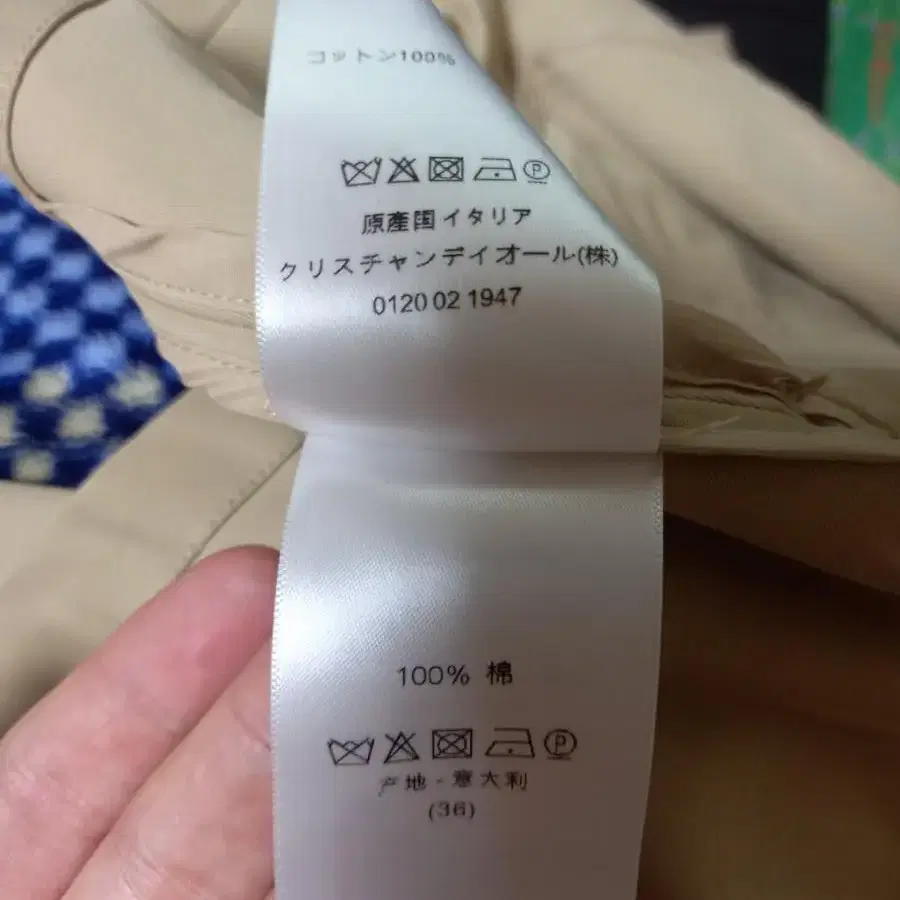 コットン100%
P
原産国イタリア
クリスチャンデイオール(株)
0120 02 1947
100% 棉
P
产地-意大利
(36)